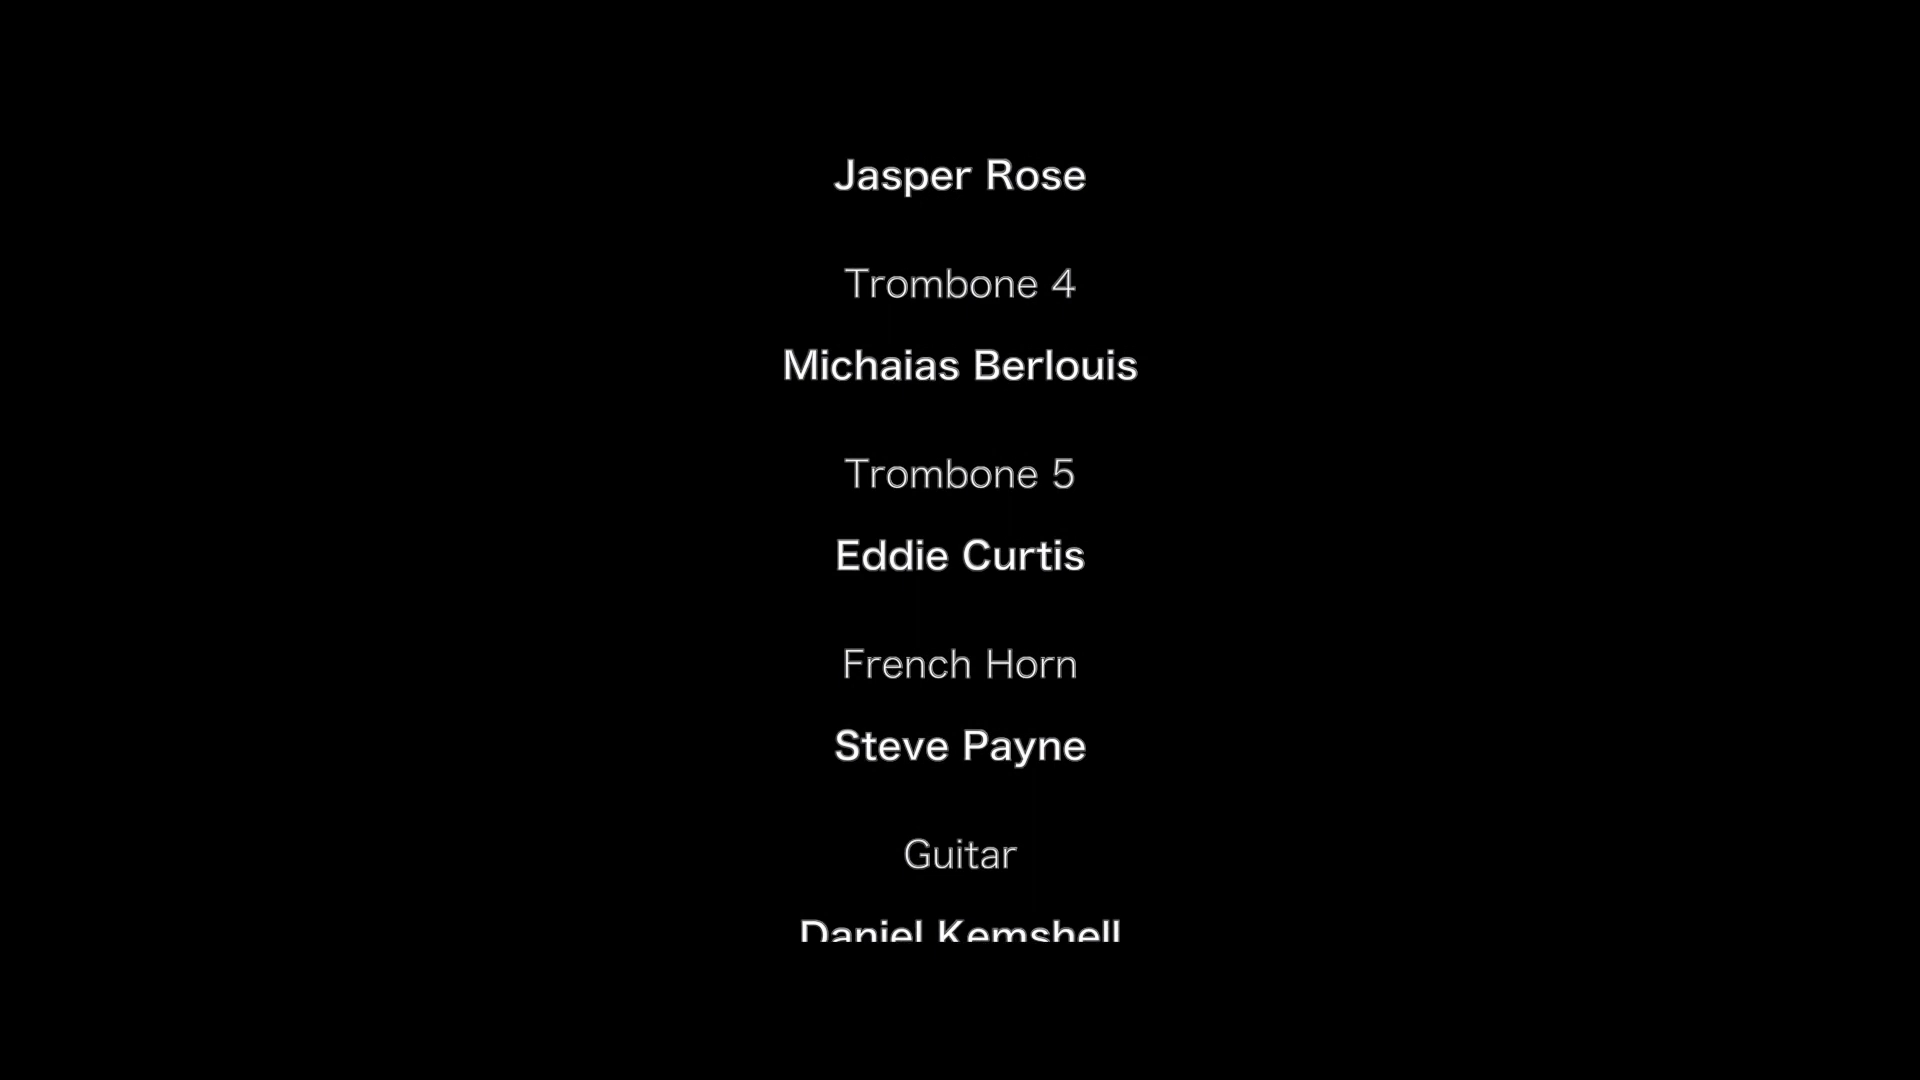 Jasper Rose
Trombone 4
Michaias Berlouis
Trombone 5
Eddie Curtis
French Horn
Steve Payne
Guitar
Daniel Kemshell